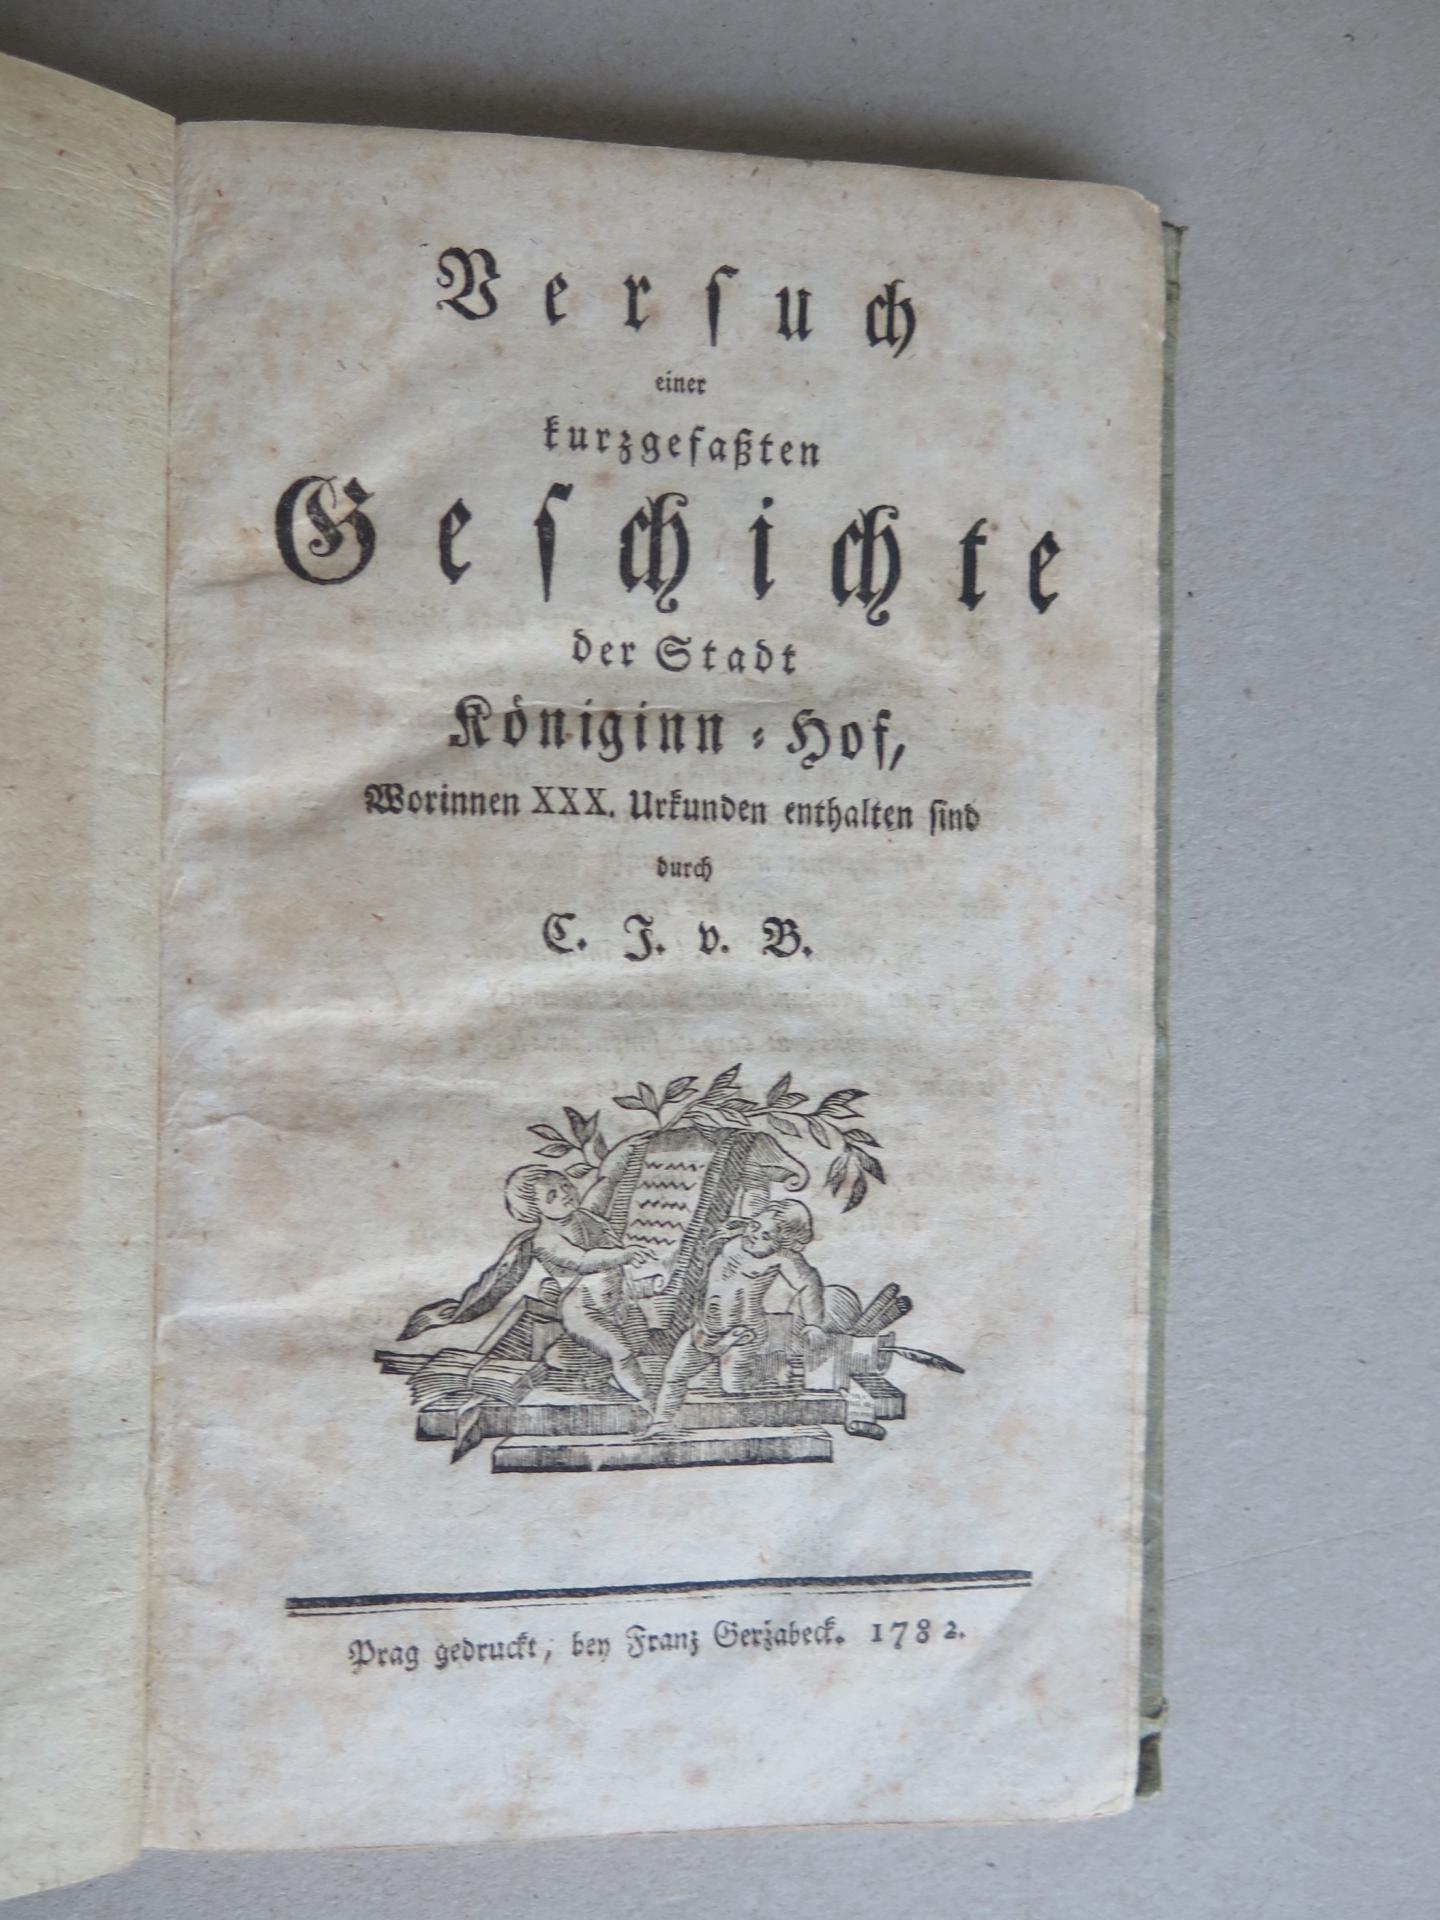 Versuch
einer
kurzgefaßten
Geschichte
der Stadt
Königinn-Hof,
Worinnen XXX. Urkunden enthalten sind
durch
C. J. v. B.
Prag gedruckt, bey Franz Geržabeck. 1782.